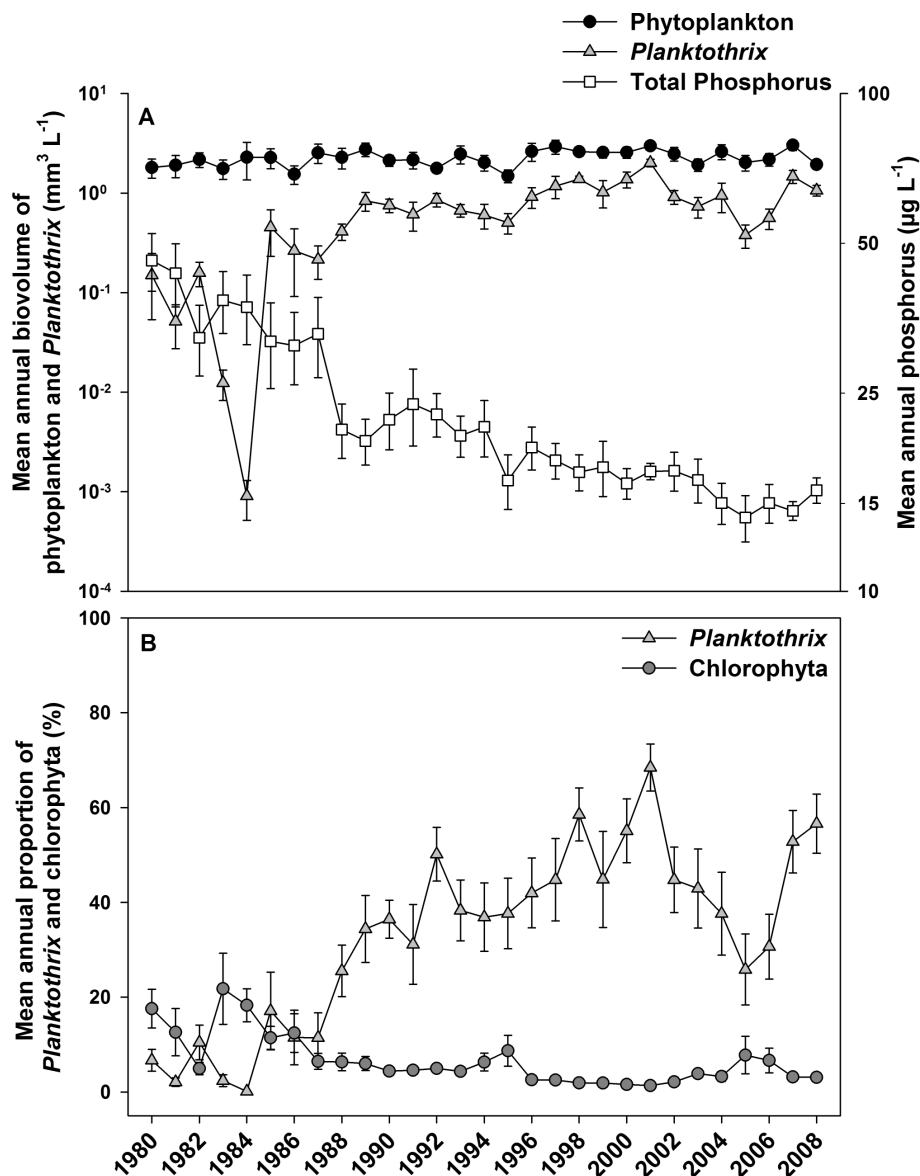 Phytoplankton
Planktothrix
Total Phosphorus
A
10¹
10⁰
10⁻¹
10⁻²
10⁻³
10⁻⁴
Mean annual biovolume of
phytoplankton and Planktothrix (mm³ L⁻¹)
100
50
25
15
10
Mean annual phosphorus (µg L⁻¹)
B
Planktothrix
Chlorophyta
100
80
60
40
20
0
Mean annual proportion of
Planktothrix and chlorophyta (%)
1980 1982 1984 1986 1988 1990 1992 1994 1996 1998 2000 2002 2004 2006 2008